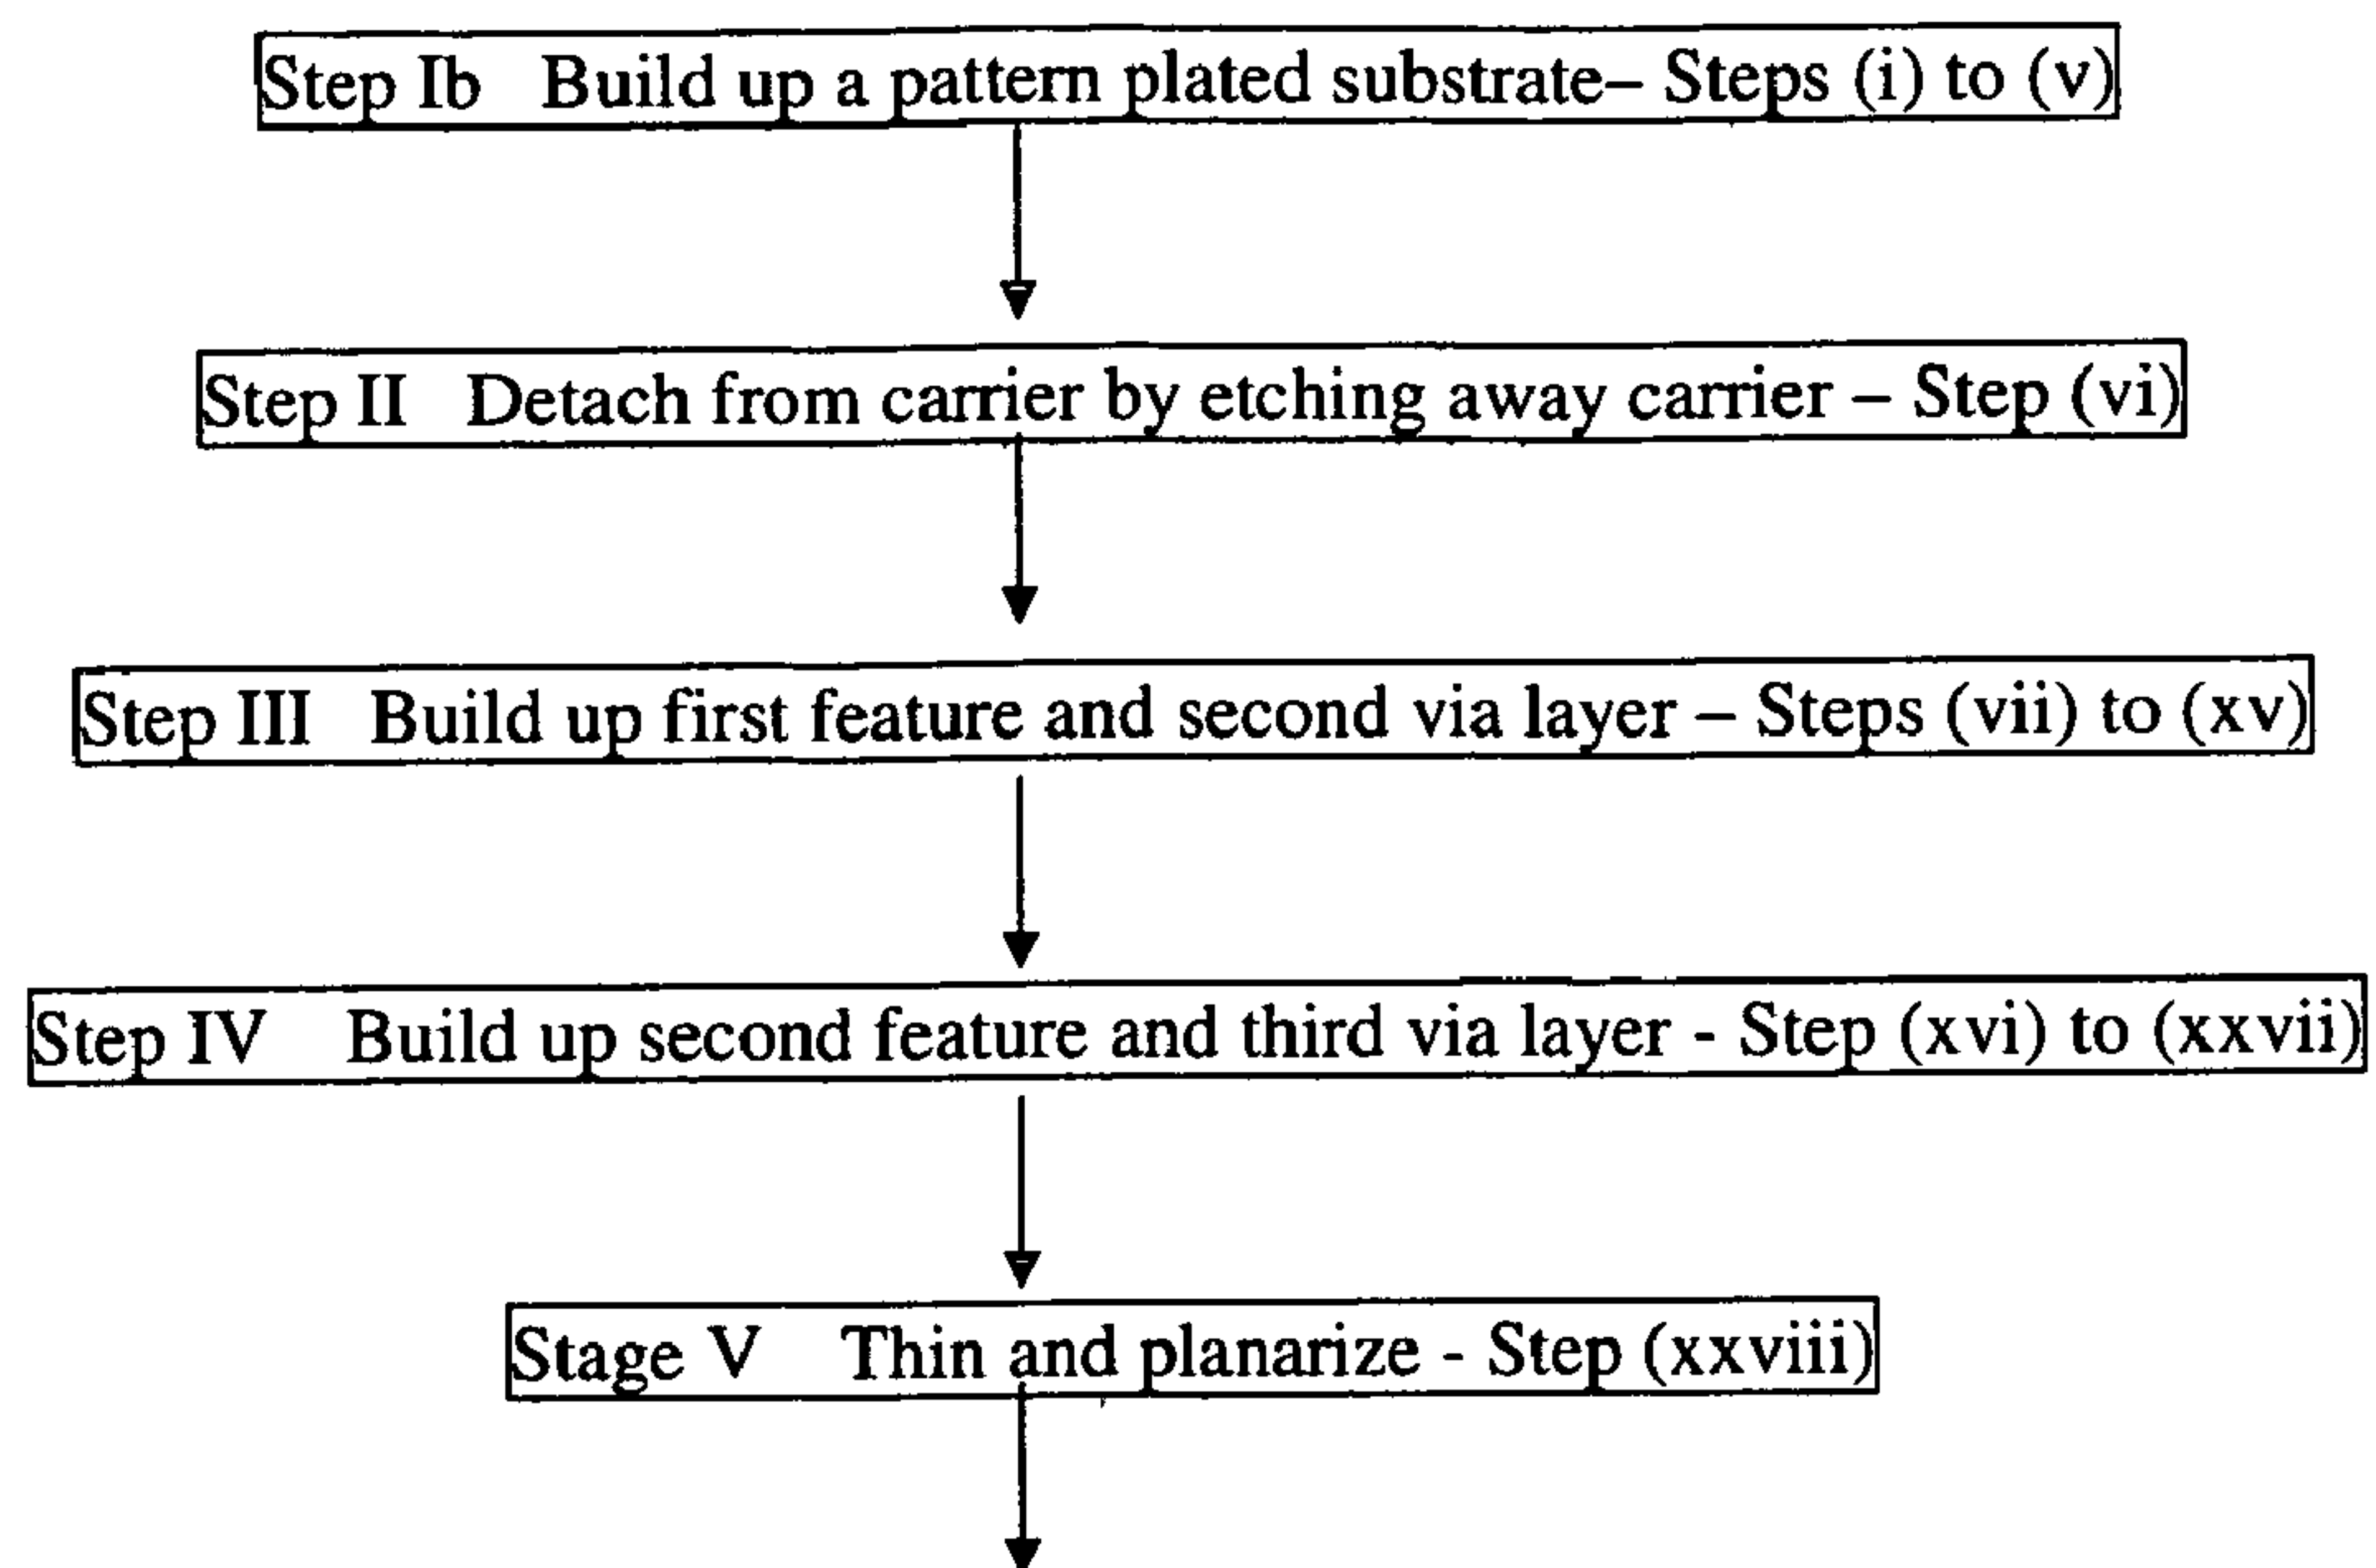 Step Ib Build up a pattern plated substrate– Steps (i) to (v)
Step II Detach from carrier by etching away carrier – Step (vi)
Step III Build up first feature and second via layer – Steps (vii) to (xv)
Step IV Build up second feature and third via layer - Step (xvi) to (xxvii)
Stage V Thin and planarize - Step (xxviii)